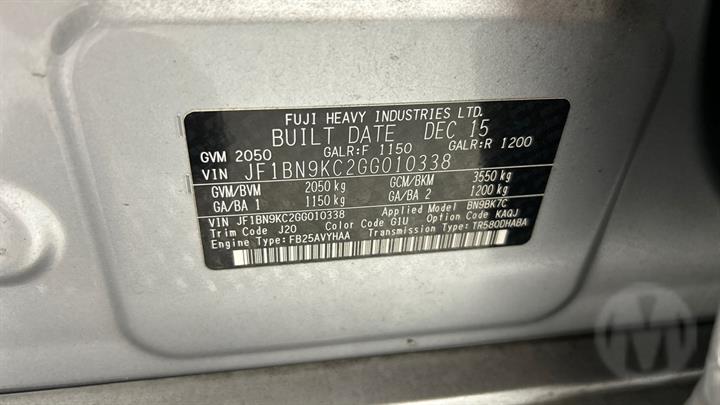 FUJI HEAVY INDUSTRIES LTD.
BUILT DATE DEC 15
GVM 2050 GALR:F 1150 GALR:R 1200
VIN JF1BN9KC2GG010338
GVM/BVM 2050 kg GCM/BKM 3550 kg
GA/BA 1 1150 kg GA/BA 2 1200 kg
VIN JF1BN9KC2GG010338 Applied Model BN9BK7C
Trim Code J20 Color Code G1U Option Code KAQJ
Engine Type:FB25AVYHAA Transmission Type:TR580DHABA
M